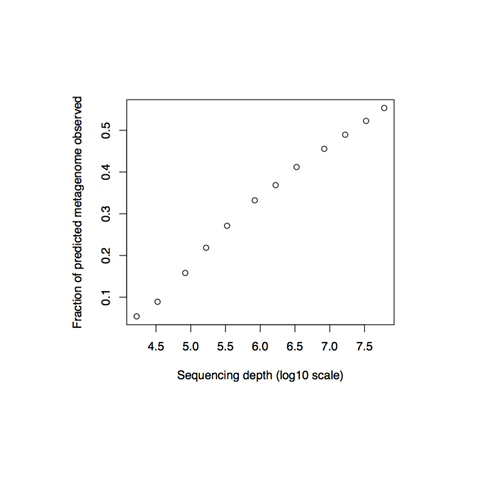 Fraction of predicted metagenome observed
0.5
0.4
0.3
0.2
0.1
4.5 5.0 5.5 6.0 6.5 7.0 7.5
Sequencing depth (log10 scale)